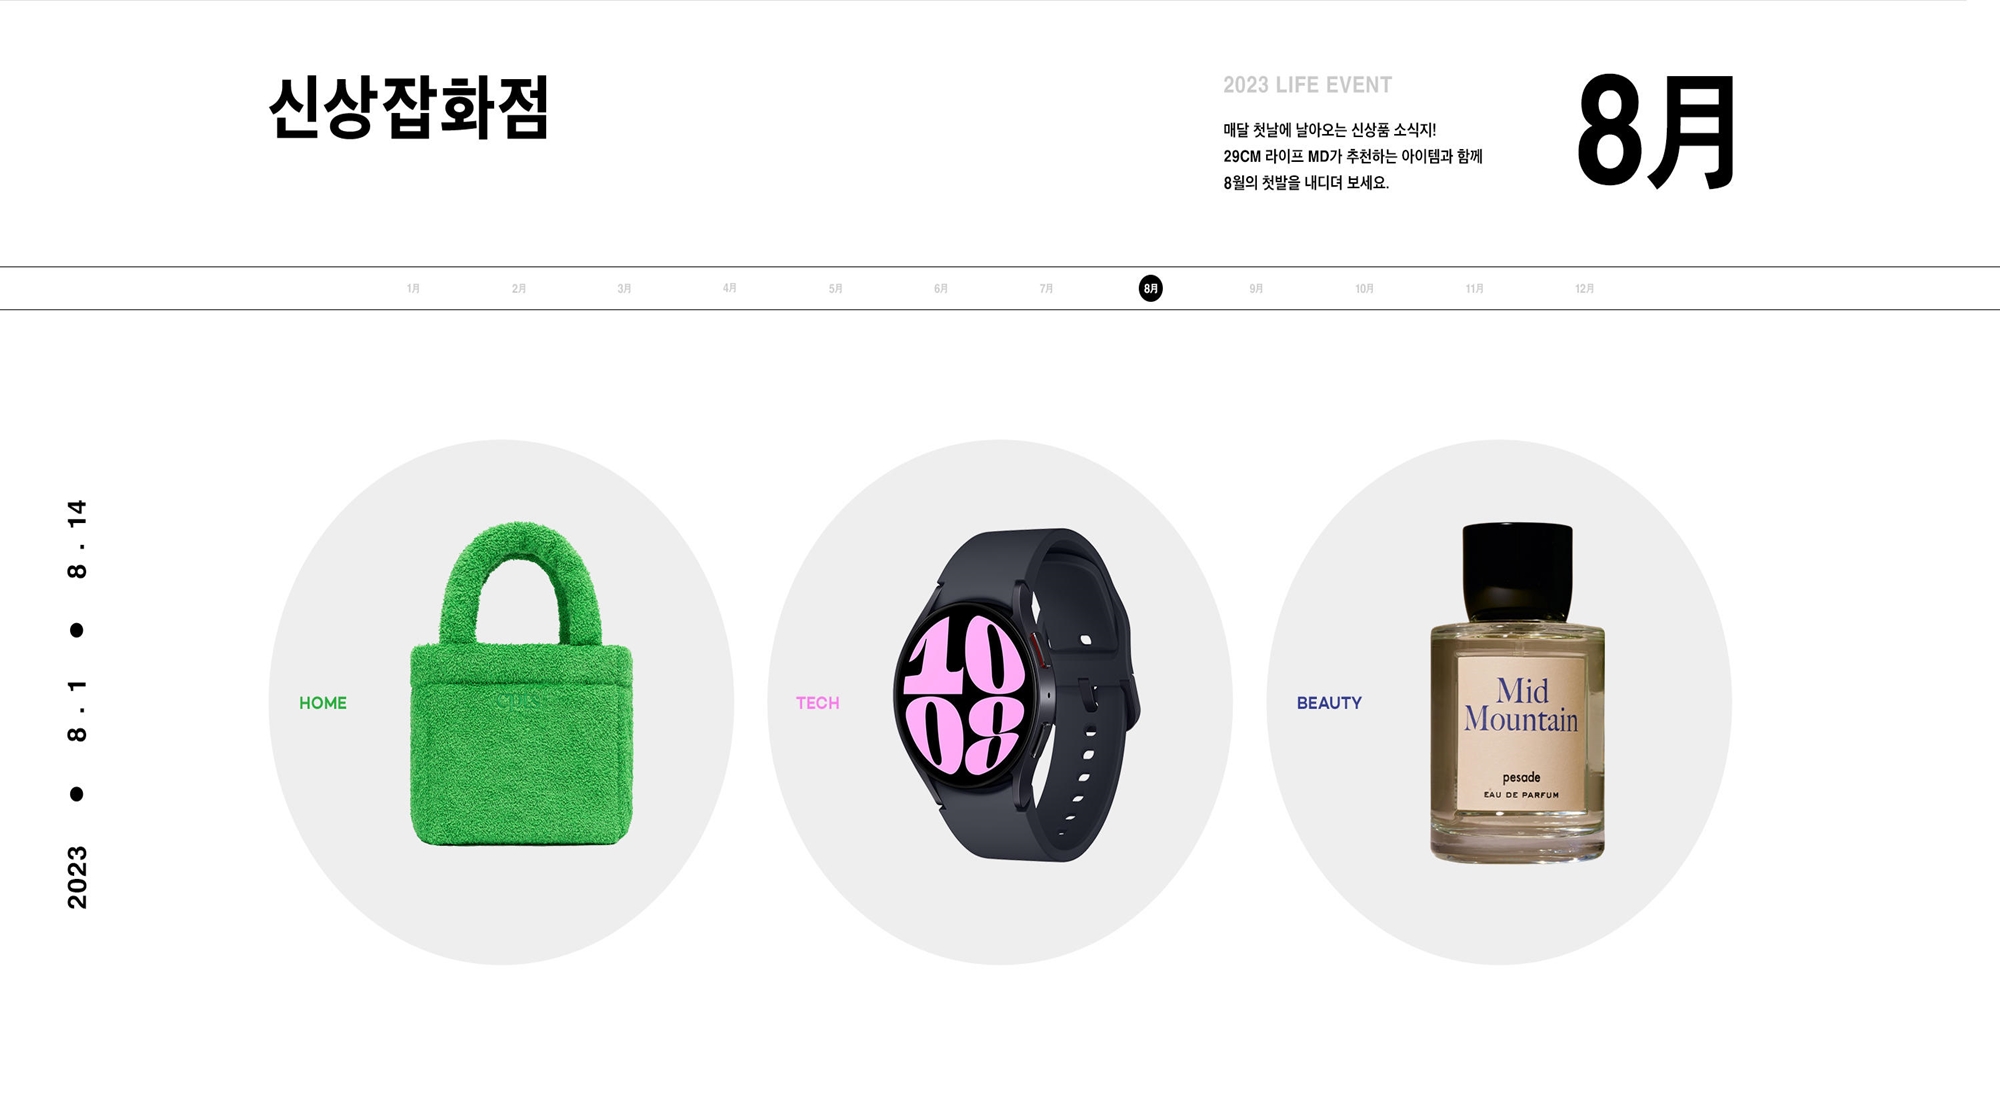 신상잡화점
2023 LIFE EVENT
매달 첫날에 날아오는 신상품 소식지!
29CM 라이프 MD가 추천하는 아이템과 함께
8월의 첫발을 내디뎌 보세요.
8月
1月 2月 3月 4月 5月 6月 7月 8月 9月 10月 11月 12月
2023 ● 8.1 ● 8.14
HOME
TECH
10
08
BEAUTY
Mid
Mountain
pesade
EAU DE PARFUM